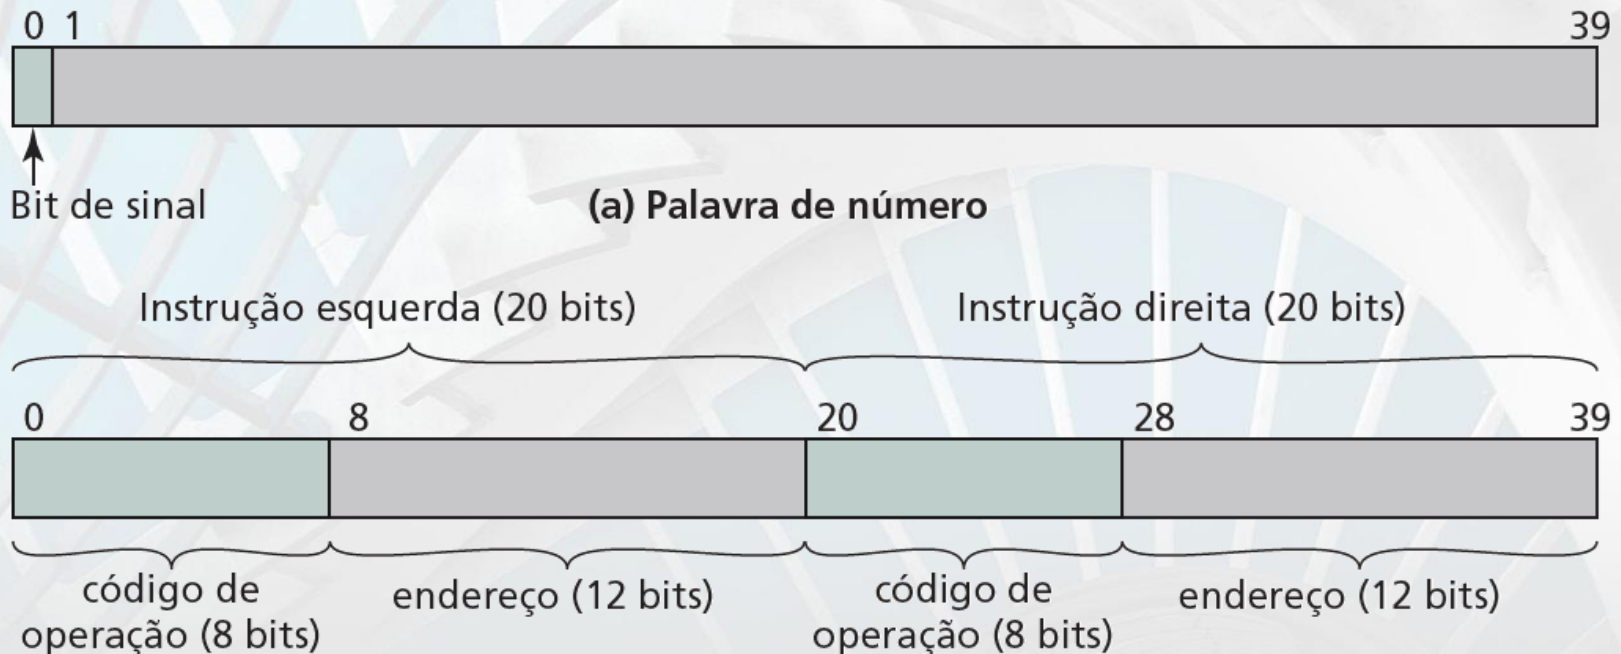 0 1 39
Bit de sinal
(a) Palavra de número
Instrução esquerda (20 bits) Instrução direita (20 bits)
0 8 20 28 39
código de operação (8 bits) endereço (12 bits) código de operação (8 bits) endereço (12 bits)